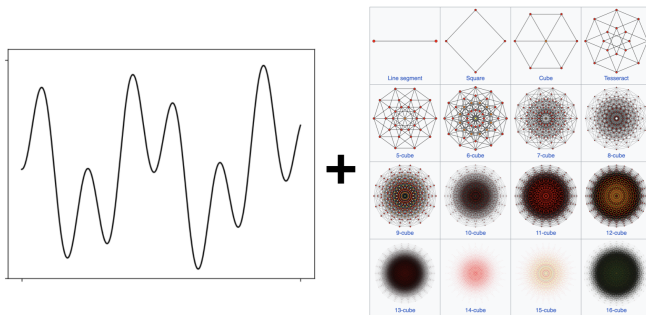 Line segment Square Cube Tesseract
5-cube 6-cube 7-cube 8-cube
9-cube 10-cube 11-cube 12-cube
13-cube 14-cube 15-cube 16-cube